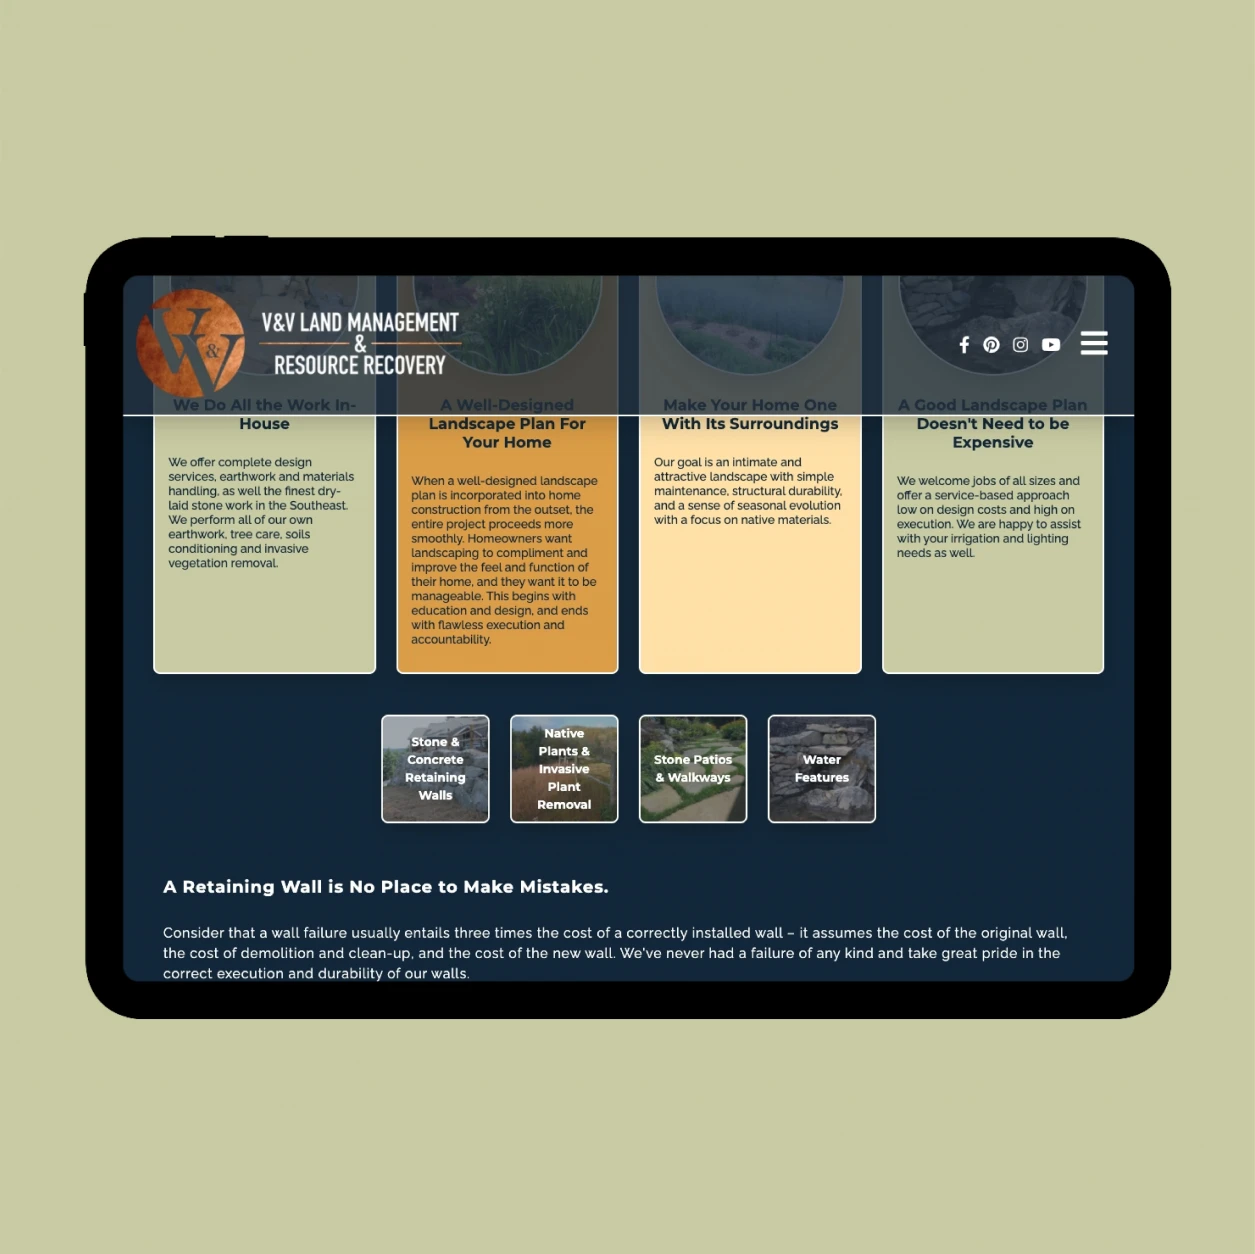 V&V LAND MANAGEMENT
&
RESOURCE RECOVERY
V
&
V
We Do All the Work In-
House
We offer complete design
services, earthwork and materials
handling, as well the finest dry-
laid stone work in the Southeast.
We perform all of our own
earthwork, tree care, soils
conditioning and invasive
vegetation removal.
A Well-Designed
Landscape Plan For
Your Home
When a well-designed landscape
plan is incorporated into home
construction from the outset, the
entire project proceeds more
smoothly. Homeowners want
landscaping to compliment and
improve the feel and function of
their home, and they want it to be
manageable. This begins with
education and design, and ends
with flawless execution and
accountability.
Make Your Home One
With Its Surroundings
Our goal is an intimate and
attractive landscape with simple
maintenance, structural durability,
and a sense of seasonal evolution
with a focus on native materials.
A Good Landscape Plan
Doesn't Need to be
Expensive
We welcome jobs of all sizes and
offer a service-based approach
low on design costs and high on
execution. We are happy to assist
with your irrigation and lighting
needs as well.
Stone &
Concrete
Retaining
Walls
Native
Plants &
Invasive
Plant
Removal
Stone Patios
& Walkways
Water
Features
A Retaining Wall is No Place to Make Mistakes.
Consider that a wall failure usually entails three times the cost of a correctly installed wall – it assumes the cost of the original wall,
the cost of demolition and clean-up, and the cost of the new wall. We've never had a failure of any kind and take great pride in the
correct execution and durability of our walls.